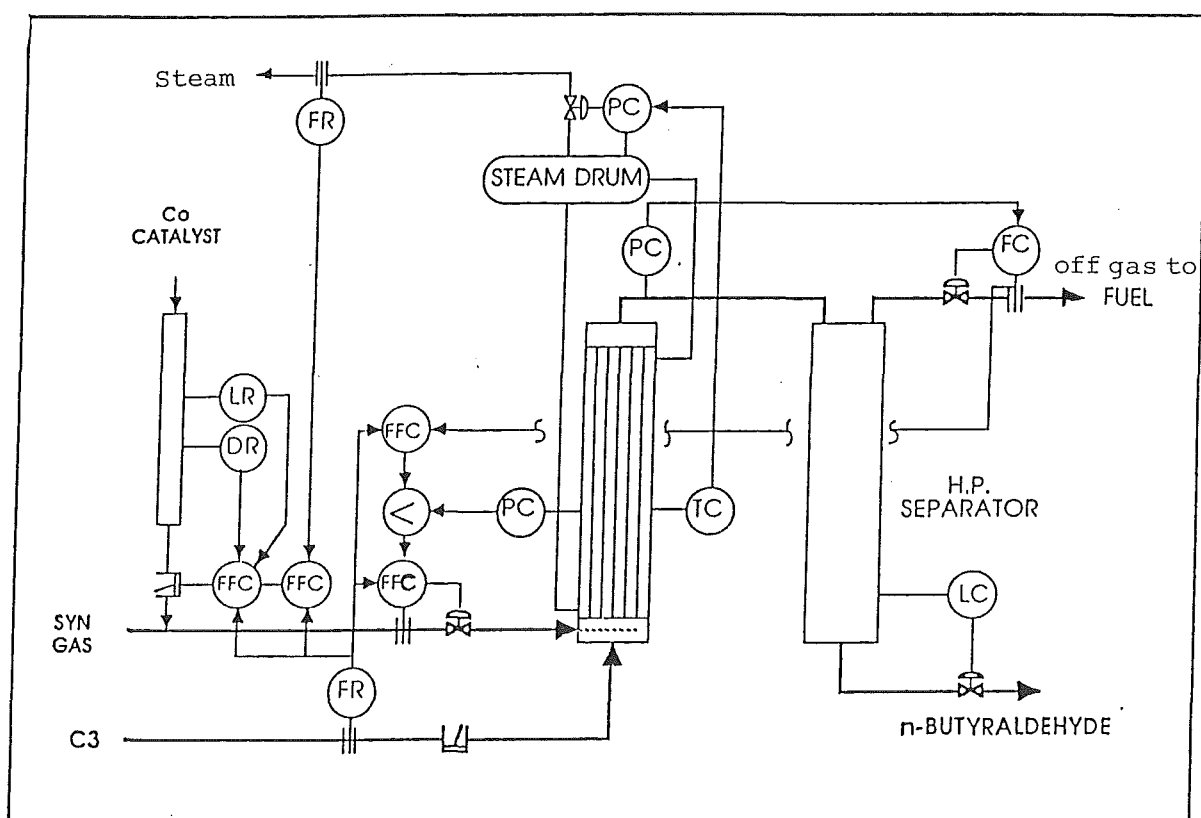 Steam
FR
PC
STEAM DRUM
Co
CATALYST
PC
FC
off gas to
FUEL
LR
DR
FFC
<
PC
TC
H.P.
SEPARATOR
FFC
FFC
FFC
LC
SYN
GAS
FR
C3
n-BUTYRALDEHYDE